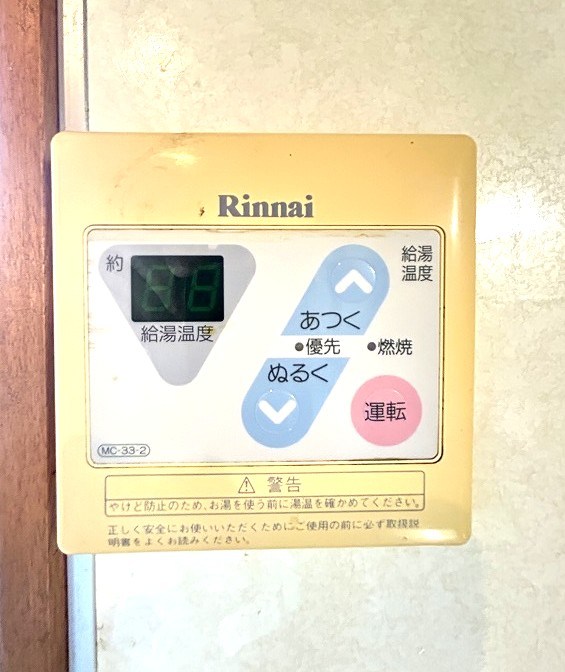 Rinnai
約
給湯温度
給湯
温度
あつく
優先
燃焼
ぬるく
運転
MC-33-2
警告
やけど防止のため、お湯を使う前に湯温を確かめてください。
正しく安全にお使いいただくためにご使用の前に必ず取扱説
明書をよくお読みください。